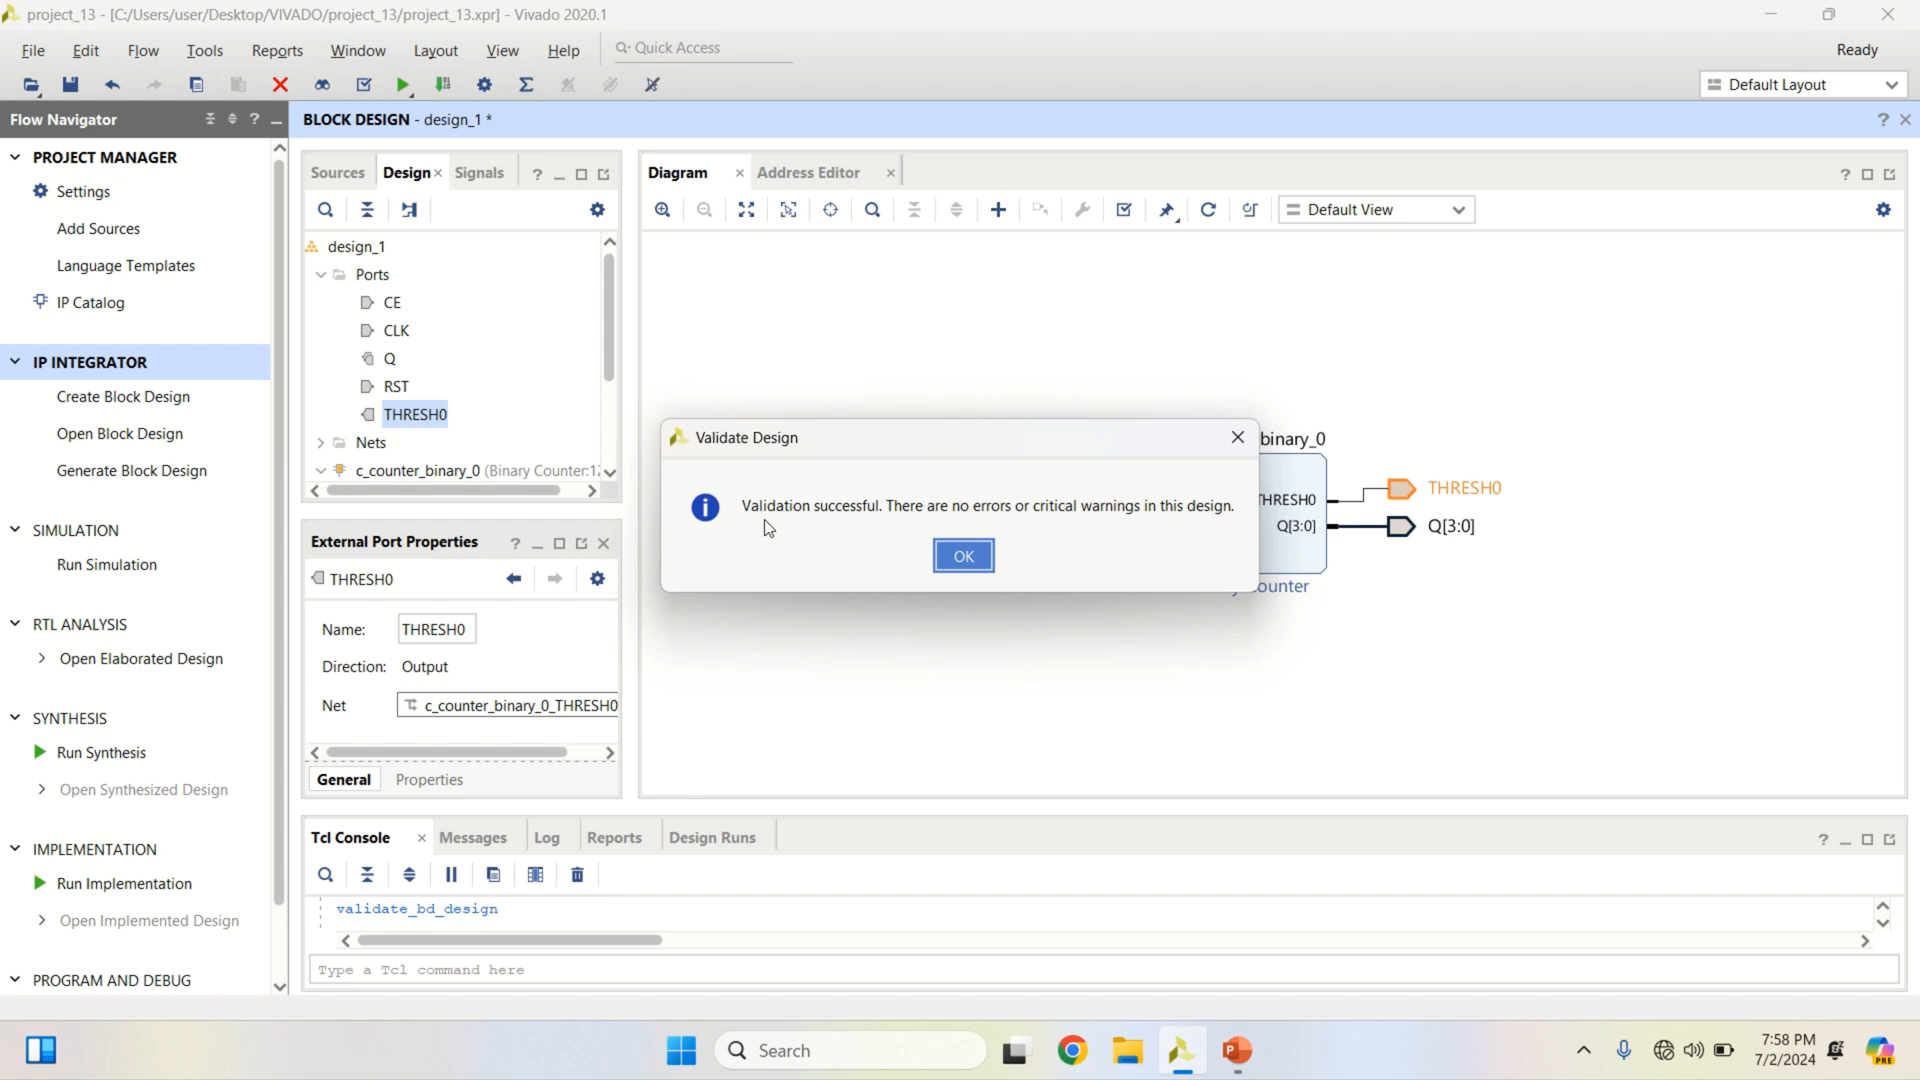 project_13 - [C:/Users/user/Desktop/VIVADO/project_13/project_13.xpr] - Vivado 2020.1
File Edit Flow Tools Reports Window Layout View Help Quick Access Ready
Default Layout
Flow Navigator
BLOCK DESIGN - design_1 *
PROJECT MANAGER
Settings
Add Sources
Language Templates
IP Catalog
IP INTEGRATOR
Create Block Design
Open Block Design
Generate Block Design
SIMULATION
Run Simulation
RTL ANALYSIS
Open Elaborated Design
SYNTHESIS
Run Synthesis
Open Synthesized Design
IMPLEMENTATION
Run Implementation
Open Implemented Design
PROGRAM AND DEBUG
Sources Design Signals
design_1
Ports
CE
CLK
Q
RST
THRESH0
Nets
c_counter_binary_0 (Binary Counter:12
External Port Properties
THRESH0
Name: THRESH0
Direction: Output
Net c_counter_binary_0_THRESH0
General Properties
Diagram Address Editor
Default View
binary_0
THRESH0 THRESH0
Q[3:0] Q[3:0]
counter
Validate Design
Validation successful. There are no errors or critical warnings in this design.
OK
Tcl Console Messages Log Reports Design Runs
validate_bd_design
Type a Tcl command here
Search
7:58 PM
7/2/2024
PRE